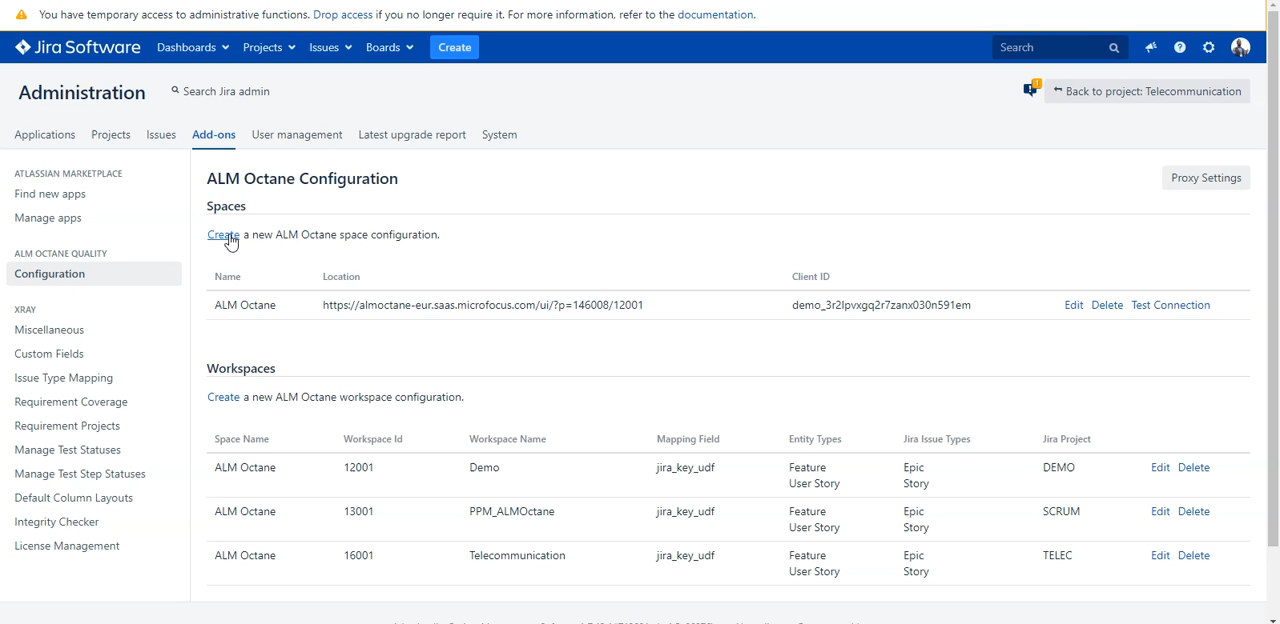 You have temporary access to administrative functions. Drop access if you no longer require it. For more information, refer to the documentation.
Jira Software Dashboards Projects Issues Boards Create Search
Administration Search Jira admin Back to project: Telecommunication
Applications Projects Issues Add-ons User management Latest upgrade report System
ATLASSIAN MARKETPLACE
Find new apps
Manage apps
ALM OCTANE QUALITY
Configuration
XRAY
Miscellaneous
Custom Fields
Issue Type Mapping
Requirement Coverage
Requirement Projects
Manage Test Statuses
Manage Test Step Statuses
Default Column Layouts
Integrity Checker
License Management
ALM Octane Configuration Proxy Settings
Spaces
Create a new ALM Octane space configuration.
Name Location Client ID
ALM Octane https://almoctane-eur.saas.microfocus.com/ui/?p=146008/12001 demo_3r2lpvxgq2r7zanx030n591em Edit Delete Test Connection
Workspaces
Create a new ALM Octane workspace configuration.
Space Name Workspace Id Workspace Name Mapping Field Entity Types Jira Issue Types Jira Project
ALM Octane 12001 Demo jira_key_udf Feature Epic DEMO Edit Delete
User Story Story
ALM Octane 13001 PPM_ALMOctane jira_key_udf Feature Epic SCRUM Edit Delete
User Story Story
ALM Octane 16001 Telecommunication jira_key_udf Feature Epic TELEC Edit Delete
User Story Story